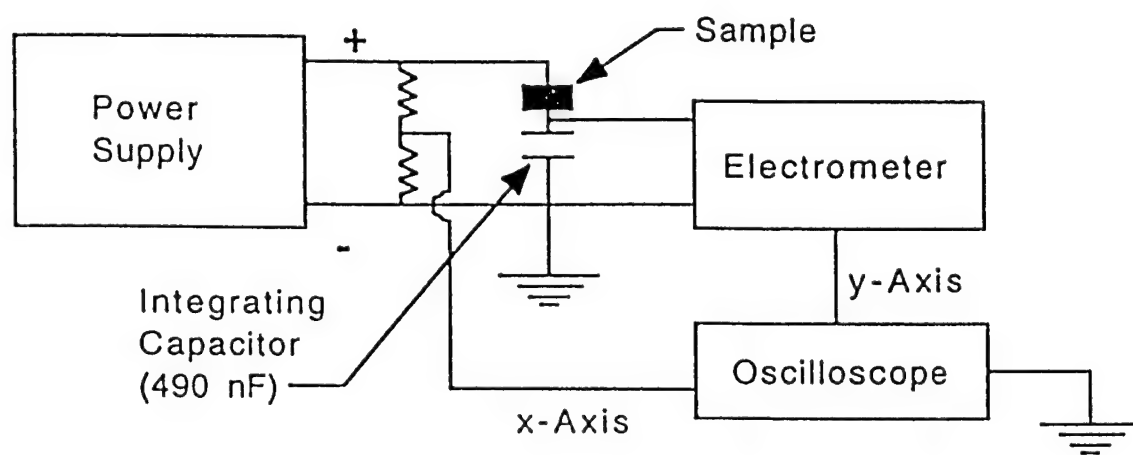 +
Sample
Power
Supply
Electrometer
-
y-Axis
Integrating
Capacitor
(490 nF)
Oscilloscope
x-Axis